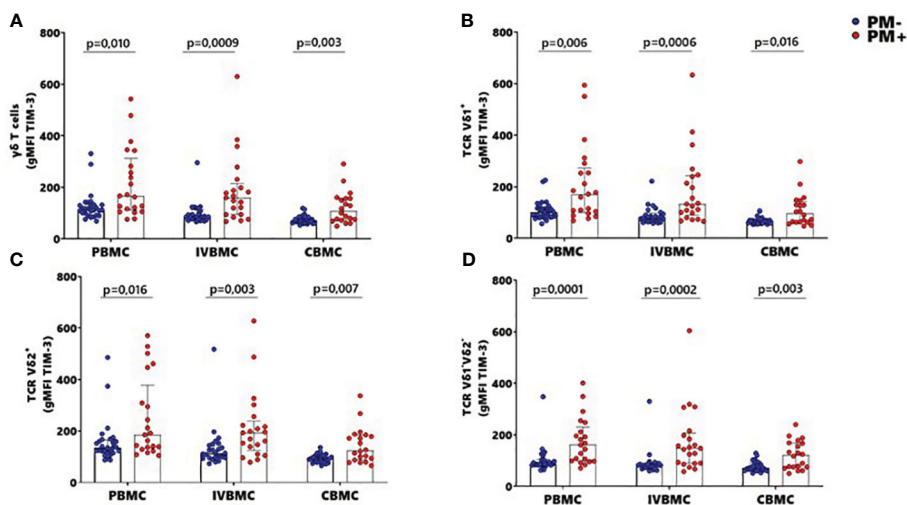 A
800
600
400
200
0
γδ T cells
(gMFI TIM-3)
p=0,010
p=0,0009
p=0,003
PBMC
IVBMC
CBMC
B
800
600
400
200
0
TCR Vδ1⁺
(gMFI TIM-3)
p=0,006
p=0,0006
p=0,016
PBMC
IVBMC
CBMC
PM-
PM+
C
800
600
400
200
0
TCR Vδ2⁺
(gMFI TIM-3)
p=0,016
p=0,003
p=0,007
PBMC
IVBMC
CBMC
D
800
600
400
200
100
50
0
TCR Vδ1⁻Vδ2⁻
(gMFI TIM-3)
p=0,0001
p=0,0002
p=0,003
PBMC
IVBMC
CBMC